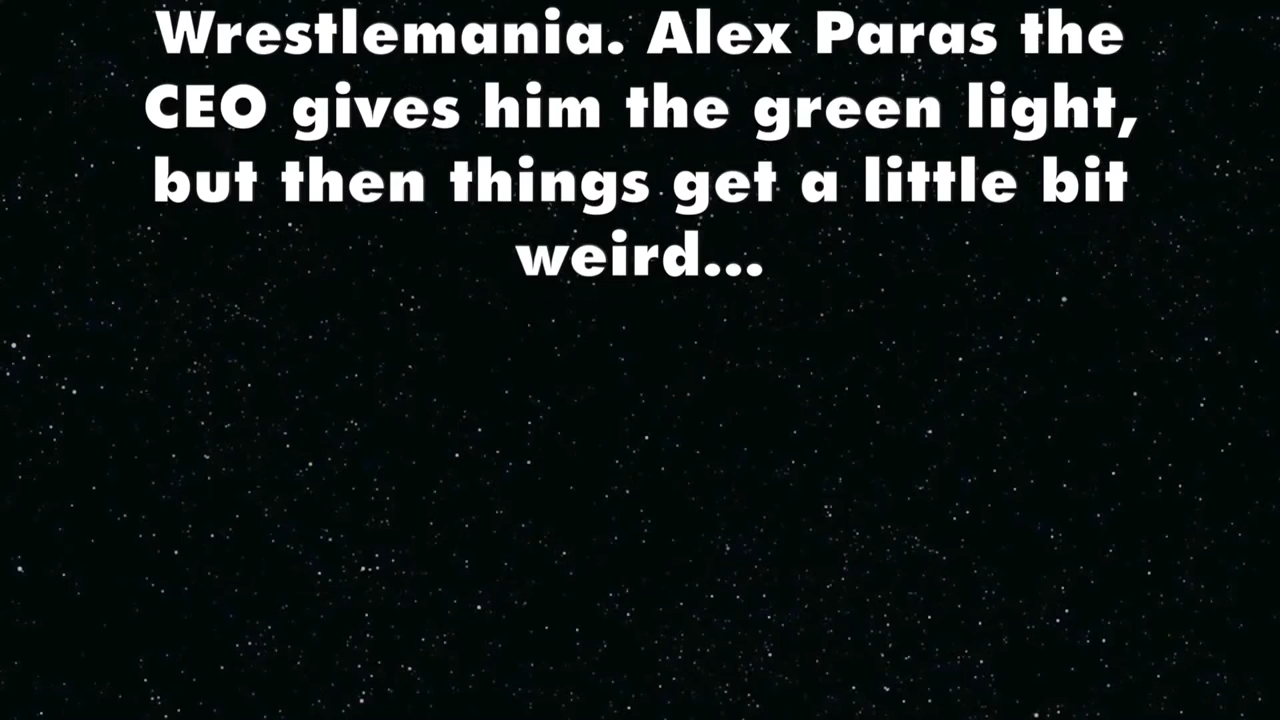 Wrestlemania. Alex Paras the
CEO gives him the green light,
but then things get a little bit
weird...